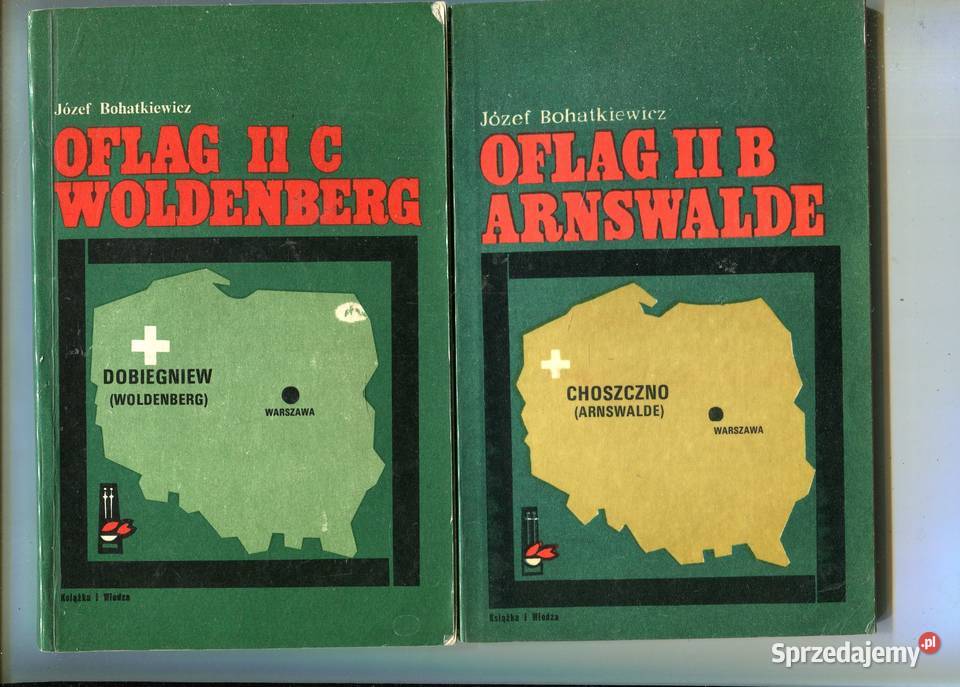 Józef Bohatkiewicz
OFLAG II C
WOLDENBERG
DOBIEGNIEW
(WOLDENBERG)
WARSZAWA
Książka i Wiedza
Józef Bohatkiewicz
OFLAG II B
ARNSWALDE
CHOSZCZNO
(ARNSWALDE)
WARSZAWA
Książka i Wiedza
Sprzedajemy.pl